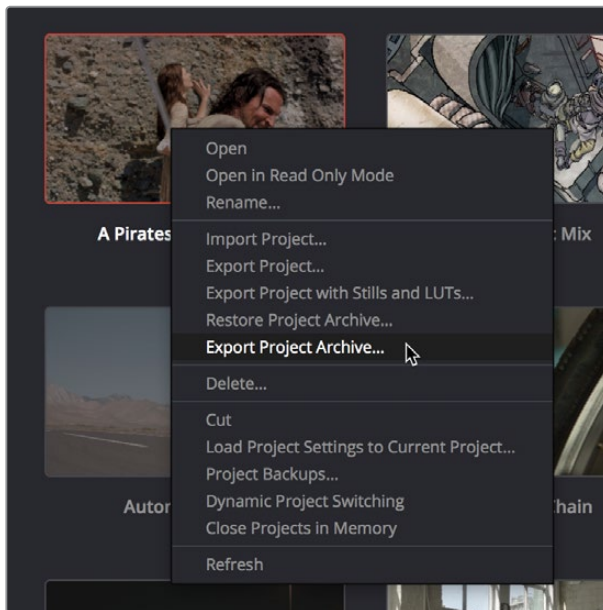 Open
Open in Read Only Mode
Rename...
Import Project...
Export Project...
Export Project with Stills and LUTs...
Restore Project Archive...
Export Project Archive...
Delete...
Cut
Load Project Settings to Current Project...
Project Backups...
Dynamic Project Switching
Close Projects in Memory
Refresh
A Pirates
Mix
Autor
hain